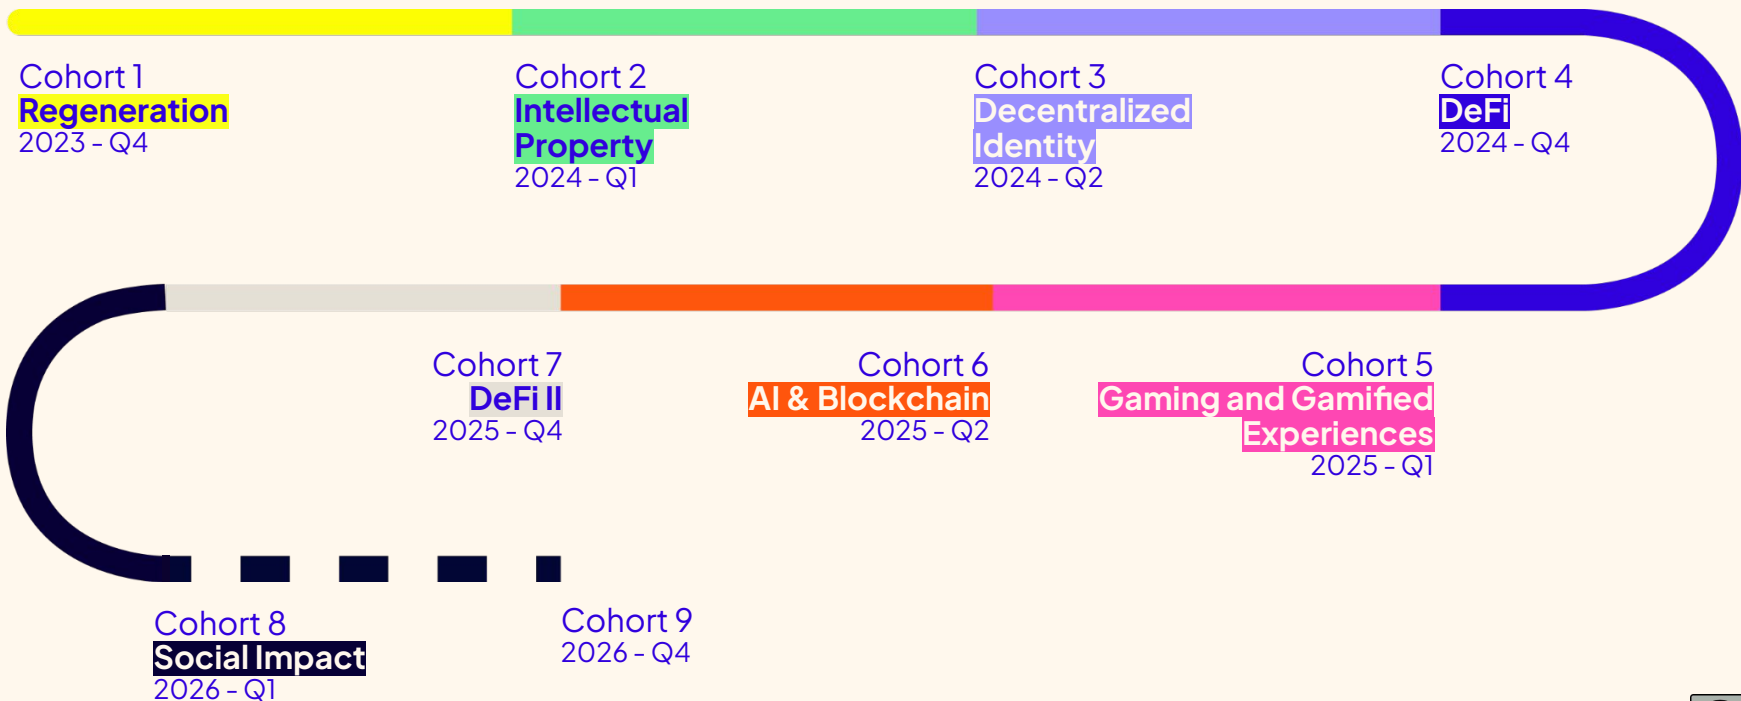 Cohort 1
Regeneration
2023 - Q4
Cohort 2
Intellectual
Property
2024 - Q1
Cohort 3
Decentralized
Identity
2024 - Q2
Cohort 4
DeFi
2024 - Q4
Cohort 7
DeFi II
2025 - Q4
Cohort 6
AI & Blockchain
2025 - Q2
Cohort 5
Gaming and Gamified
Experiences
2025 - Q1
Cohort 8
Social Impact
2026 - Q1
Cohort 9
2026 - Q4